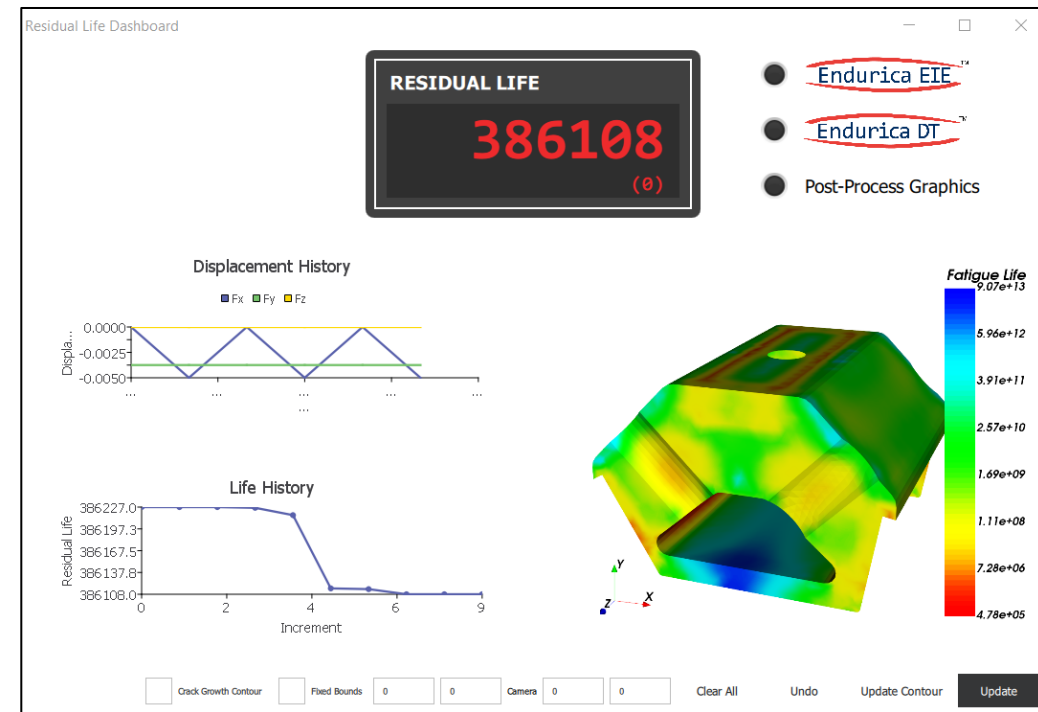 Residual Life Dashboard
RESIDUAL LIFE
386108
(0)
Endurica EIE™
Endurica DT™
Post-Process Graphics
Displacement History
Fx Fy Fz
Displa...
0.0000
-0.0025
-0.0050
... ... ... ... ...
...
Life History
Residual Life
386227.0
386197.3
386167.5
386137.8
386108.0
0 2 4 6 9
Increment
Fatigue Life
9.07e+13
5.96e+12
3.91e+11
2.57e+10
1.69e+09
1.11e+08
7.28e+06
4.78e+05
Y
Z X
Crack Growth Contour Fixed Bounds 0 0 Camera 0 0 Clear All Undo Update Contour Update